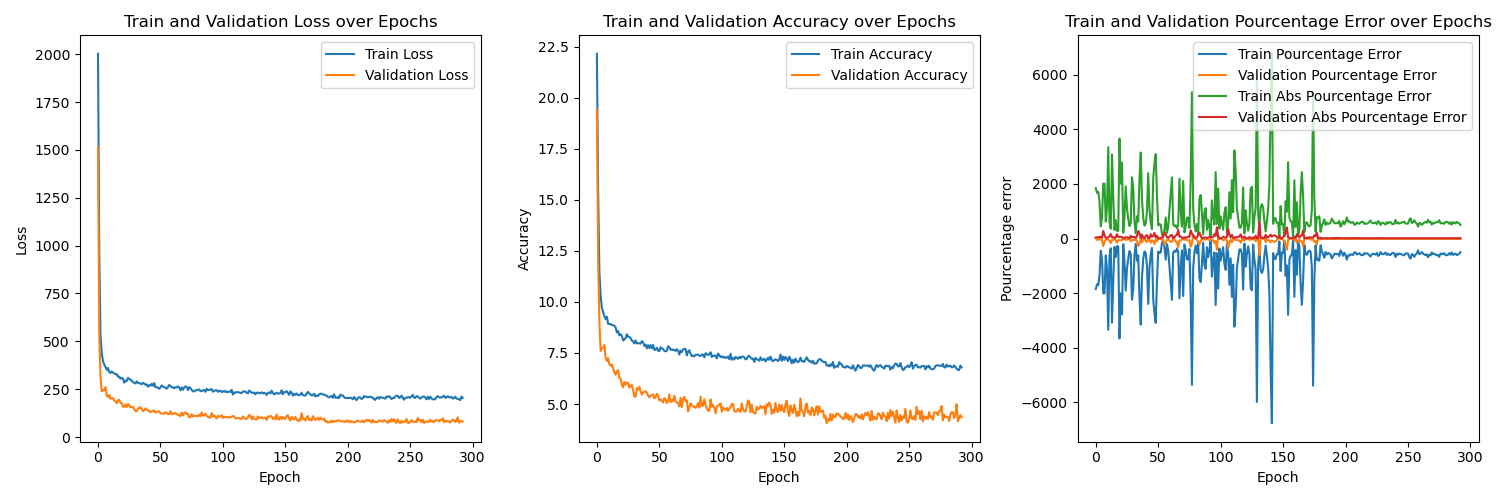 Train and Validation Loss over Epochs
2000
1750
1500
1250
1000
750
500
250
0
Loss
0 50 100 150 200 250 300
Epoch
Train Loss
Validation Loss
Train and Validation Accuracy over Epochs
22.5
20.0
17.5
15.0
12.5
10.0
7.5
5.0
Accuracy
0 50 100 150 200 250 300
Epoch
Train Accuracy
Validation Accuracy
Train and Validation Pourcentage Error over Epochs
6000
4000
2000
0
−2000
−4000
−6000
Pourcentage error
0 50 100 150 200 250 300
Epoch
Train Pourcentage Error
Validation Pourcentage Error
Train Abs Pourcentage Error
Validation Abs Pourcentage Error